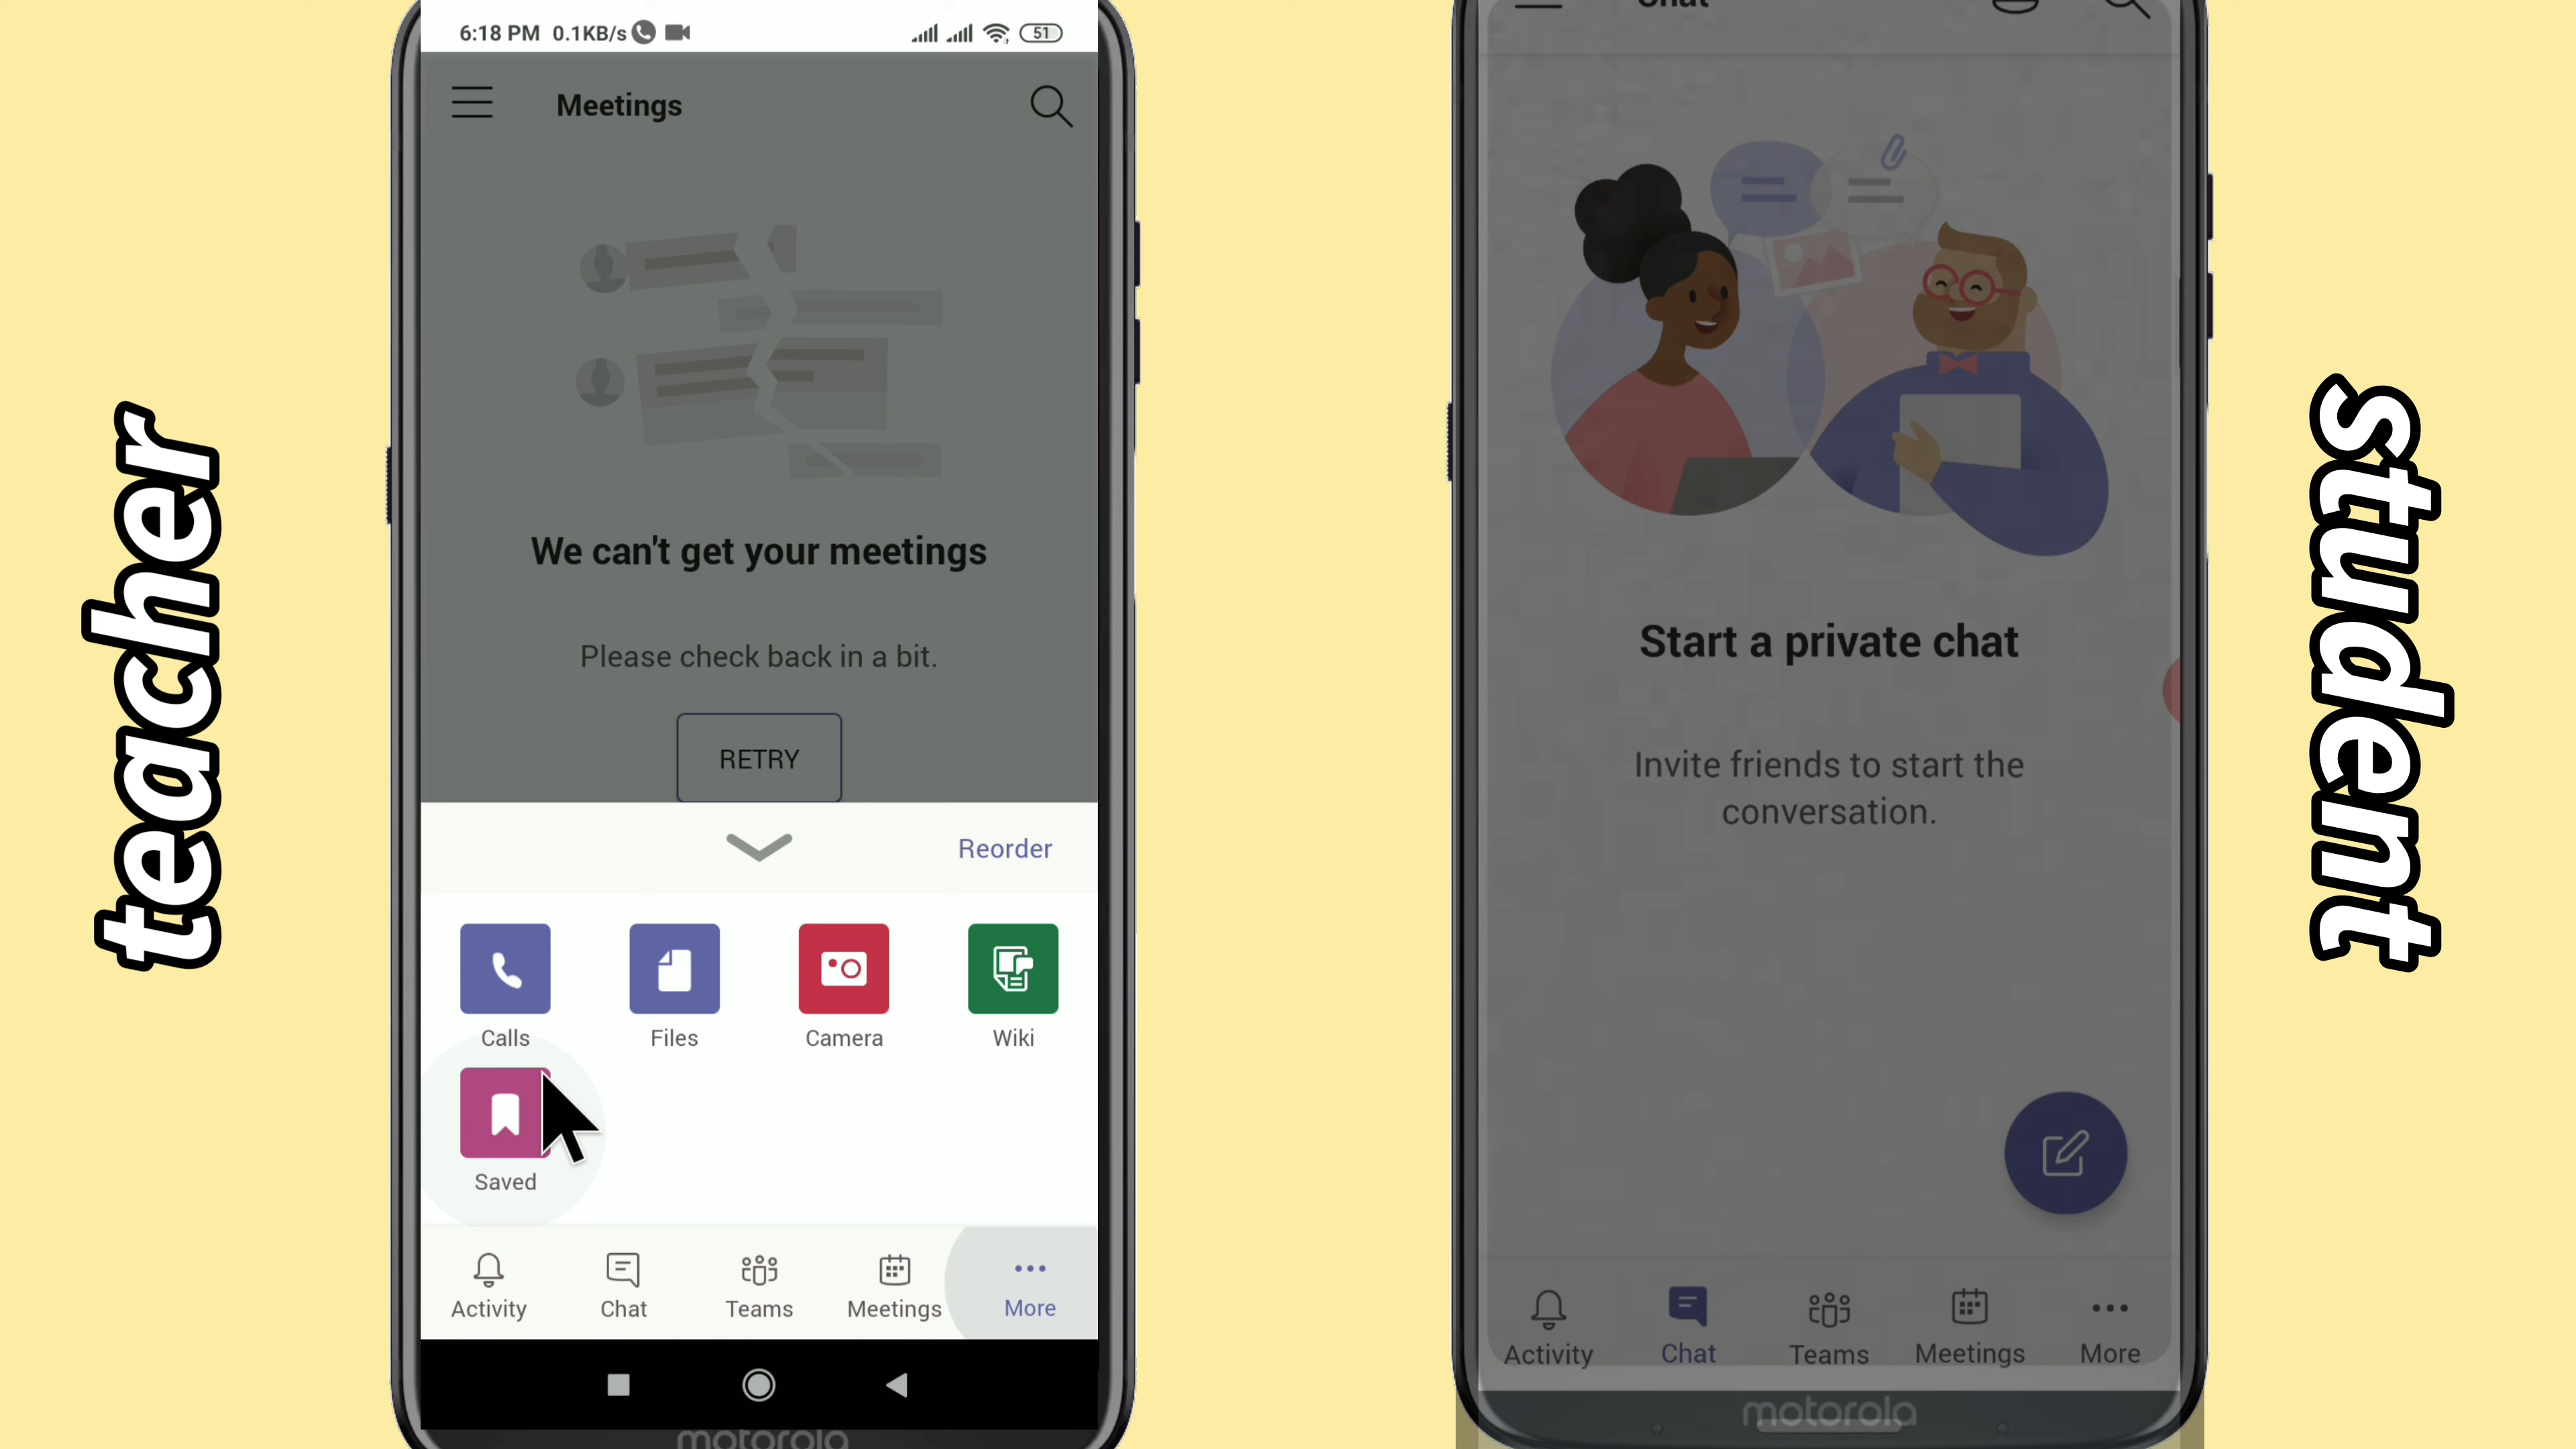 teacher
6:18 PM 0.1KB/s
51
Meetings
We can't get your meetings
Please check back in a bit.
RETRY
Reorder
Calls
Files
Camera
Wiki
Saved
Activity
Chat
Teams
Meetings
More
motorola
Chat
Start a private chat
Invite friends to start the
conversation.
Activity
Chat
Teams
Meetings
More
motorola
student